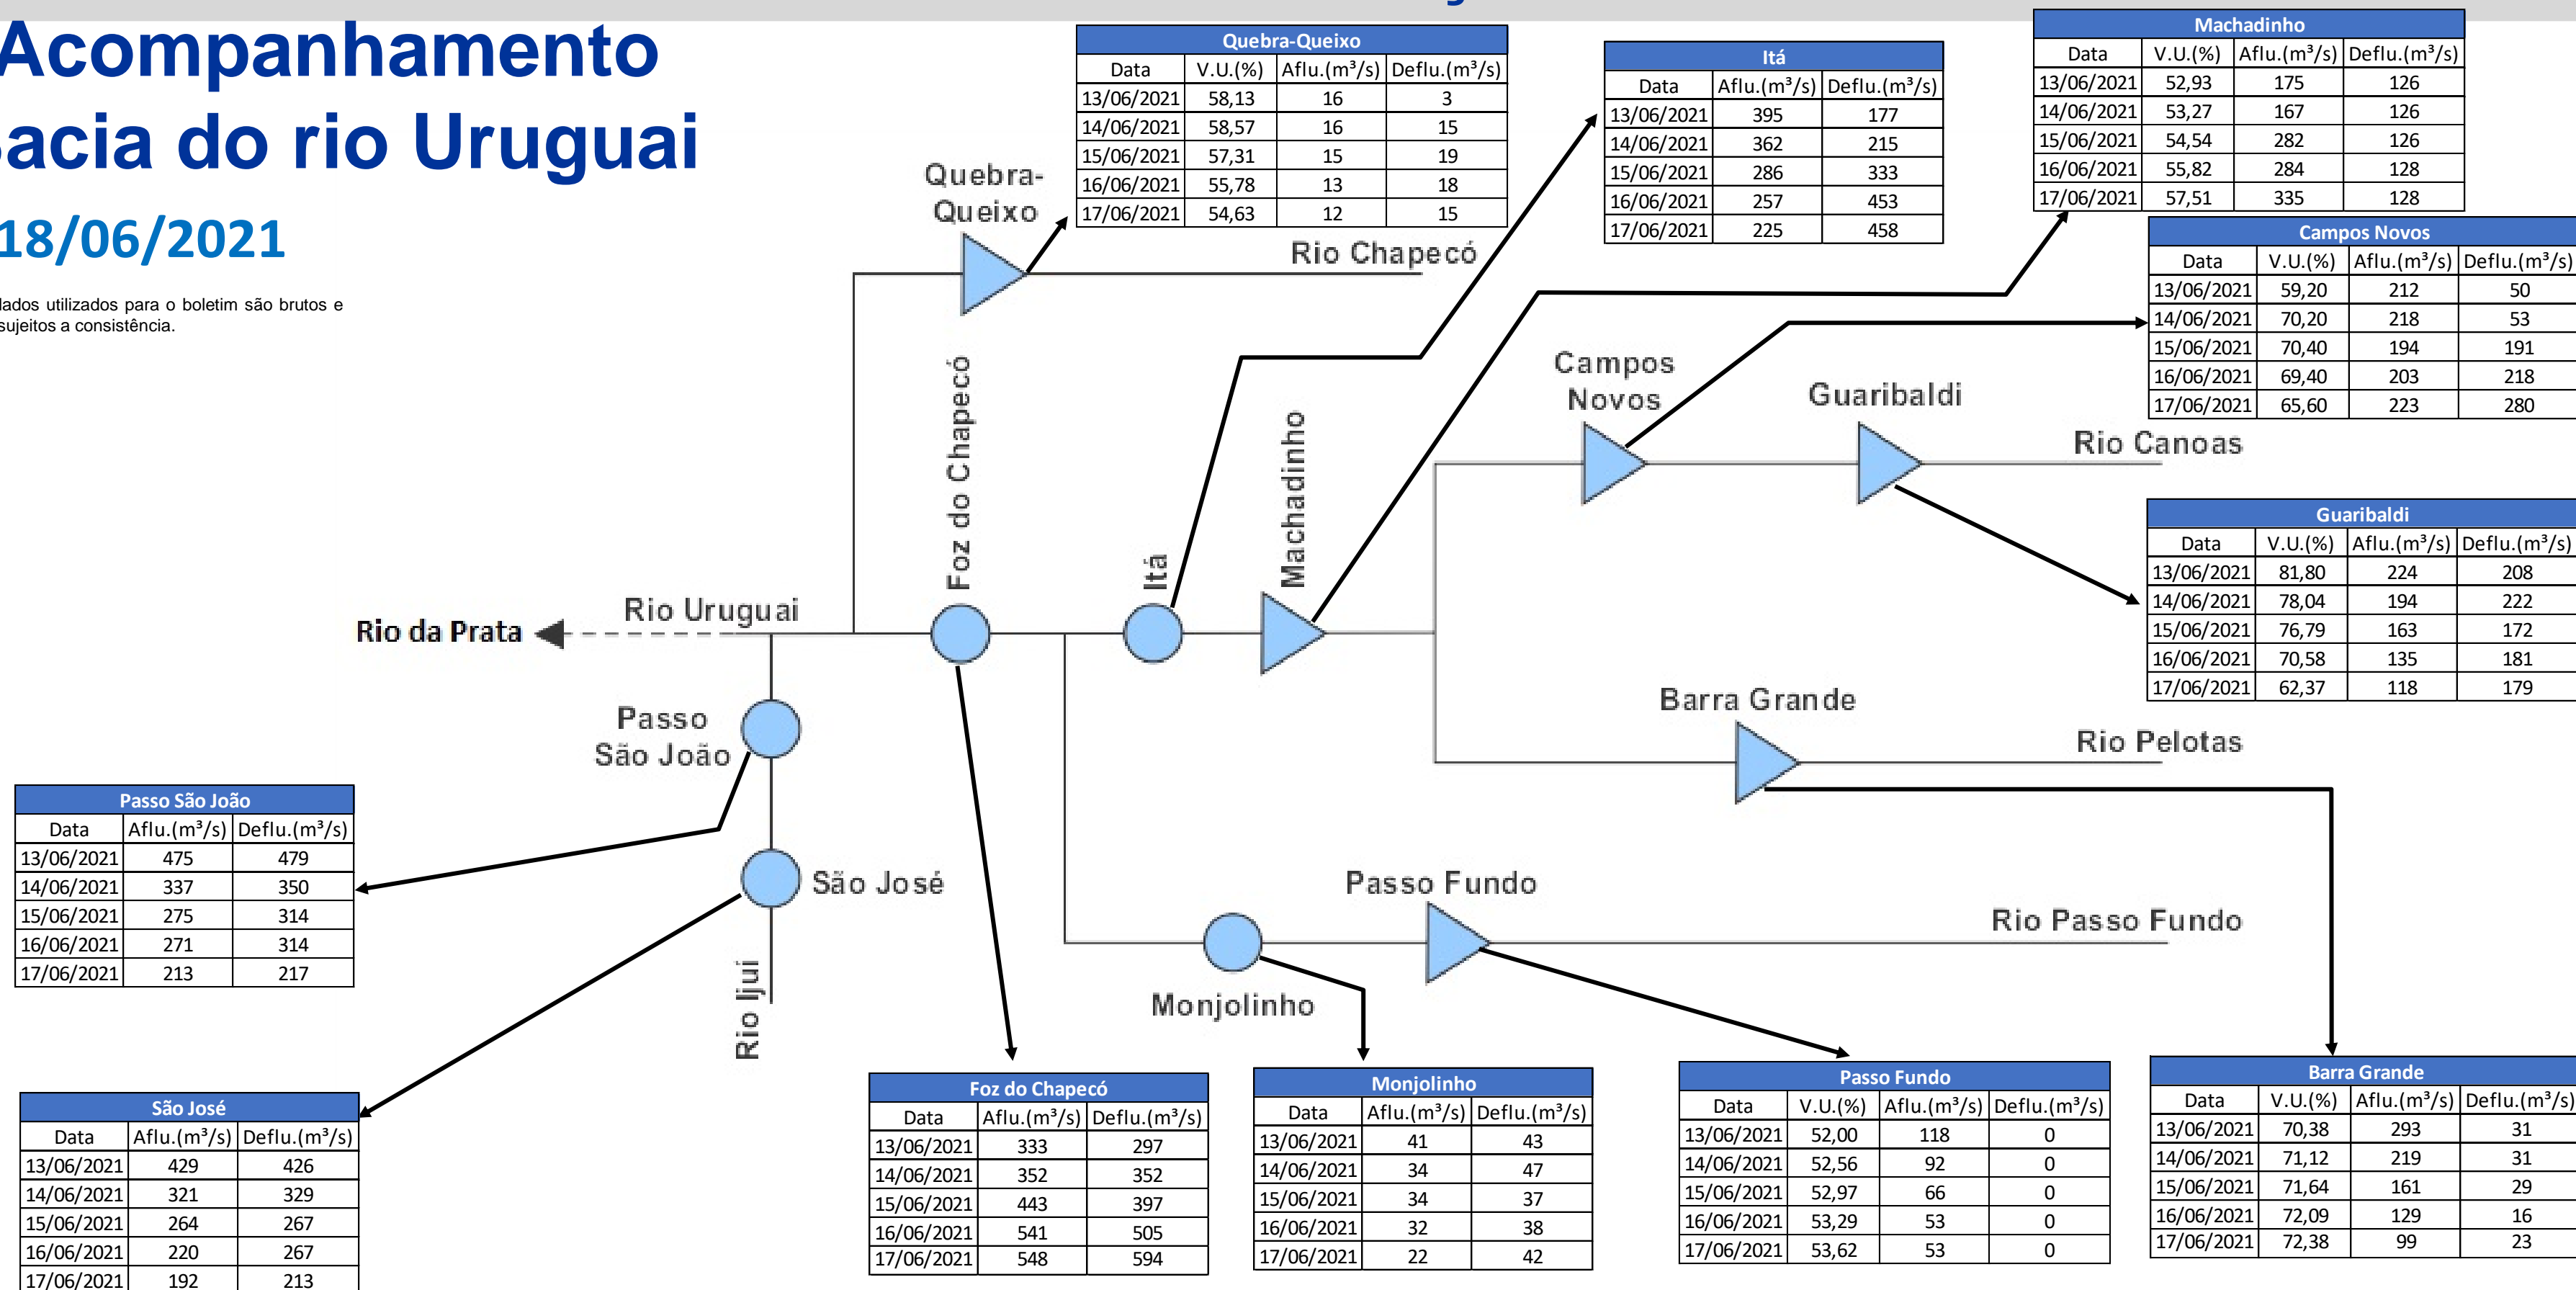 Acompanhamento
Bacia do rio Uruguai
18/06/2021
dados utilizados para o boletim são brutos e
sujeitos a consistência.
Quebra-Queixo
Data V.U.(%) Aflu.(m³/s) Deflu.(m³/s)
13/06/2021 58,13 16 3
14/06/2021 58,57 16 15
15/06/2021 57,31 15 19
16/06/2021 55,78 13 18
17/06/2021 54,63 12 15
Itá
Data Aflu.(m³/s) Deflu.(m³/s)
13/06/2021 395 177
14/06/2021 362 215
15/06/2021 286 333
16/06/2021 257 453
17/06/2021 225 458
Machadinho
Data V.U.(%) Aflu.(m³/s) Deflu.(m³/s)
13/06/2021 52,93 175 126
14/06/2021 53,27 167 126
15/06/2021 54,54 282 126
16/06/2021 55,82 284 128
17/06/2021 57,51 335 128
Campos Novos
Data V.U.(%) Aflu.(m³/s) Deflu.(m³/s)
13/06/2021 59,20 212 50
14/06/2021 70,20 218 53
15/06/2021 70,40 194 191
16/06/2021 69,40 203 218
17/06/2021 65,60 223 280
Guaribaldi
Data V.U.(%) Aflu.(m³/s) Deflu.(m³/s)
13/06/2021 81,80 224 208
14/06/2021 78,04 194 222
15/06/2021 76,79 163 172
16/06/2021 70,58 135 181
17/06/2021 62,37 118 179
Quebra-
Queixo
Rio Chapecó
Foz do Chapecó
Itá
Machadinho
Campos
Novos
Guaribaldi
Rio Canoas
Rio da Prata
Rio Uruguai
Passo
São João
São José
Rio Ijuí
Barra Grande
Rio Pelotas
Passo Fundo
Rio Passo Fundo
Monjolinho
Passo São João
Data Aflu.(m³/s) Deflu.(m³/s)
13/06/2021 475 479
14/06/2021 337 350
15/06/2021 275 314
16/06/2021 271 314
17/06/2021 213 217
São José
Data Aflu.(m³/s) Deflu.(m³/s)
13/06/2021 429 426
14/06/2021 321 329
15/06/2021 264 267
16/06/2021 220 267
17/06/2021 192 213
Foz do Chapecó
Data Aflu.(m³/s) Deflu.(m³/s)
13/06/2021 333 297
14/06/2021 352 352
15/06/2021 443 397
16/06/2021 541 505
17/06/2021 548 594
Monjolinho
Data Aflu.(m³/s) Deflu.(m³/s)
13/06/2021 41 43
14/06/2021 34 47
15/06/2021 34 37
16/06/2021 32 38
17/06/2021 22 42
Passo Fundo
Data V.U.(%) Aflu.(m³/s) Deflu.(m³/s)
13/06/2021 52,00 118 0
14/06/2021 52,56 92 0
15/06/2021 52,97 66 0
16/06/2021 53,29 53 0
17/06/2021 53,62 53 0
Barra Grande
Data V.U.(%) Aflu.(m³/s) Deflu.(m³/s)
13/06/2021 70,38 293 31
14/06/2021 71,12 219 31
15/06/2021 71,64 161 29
16/06/2021 72,09 129 16
17/06/2021 72,38 99 23